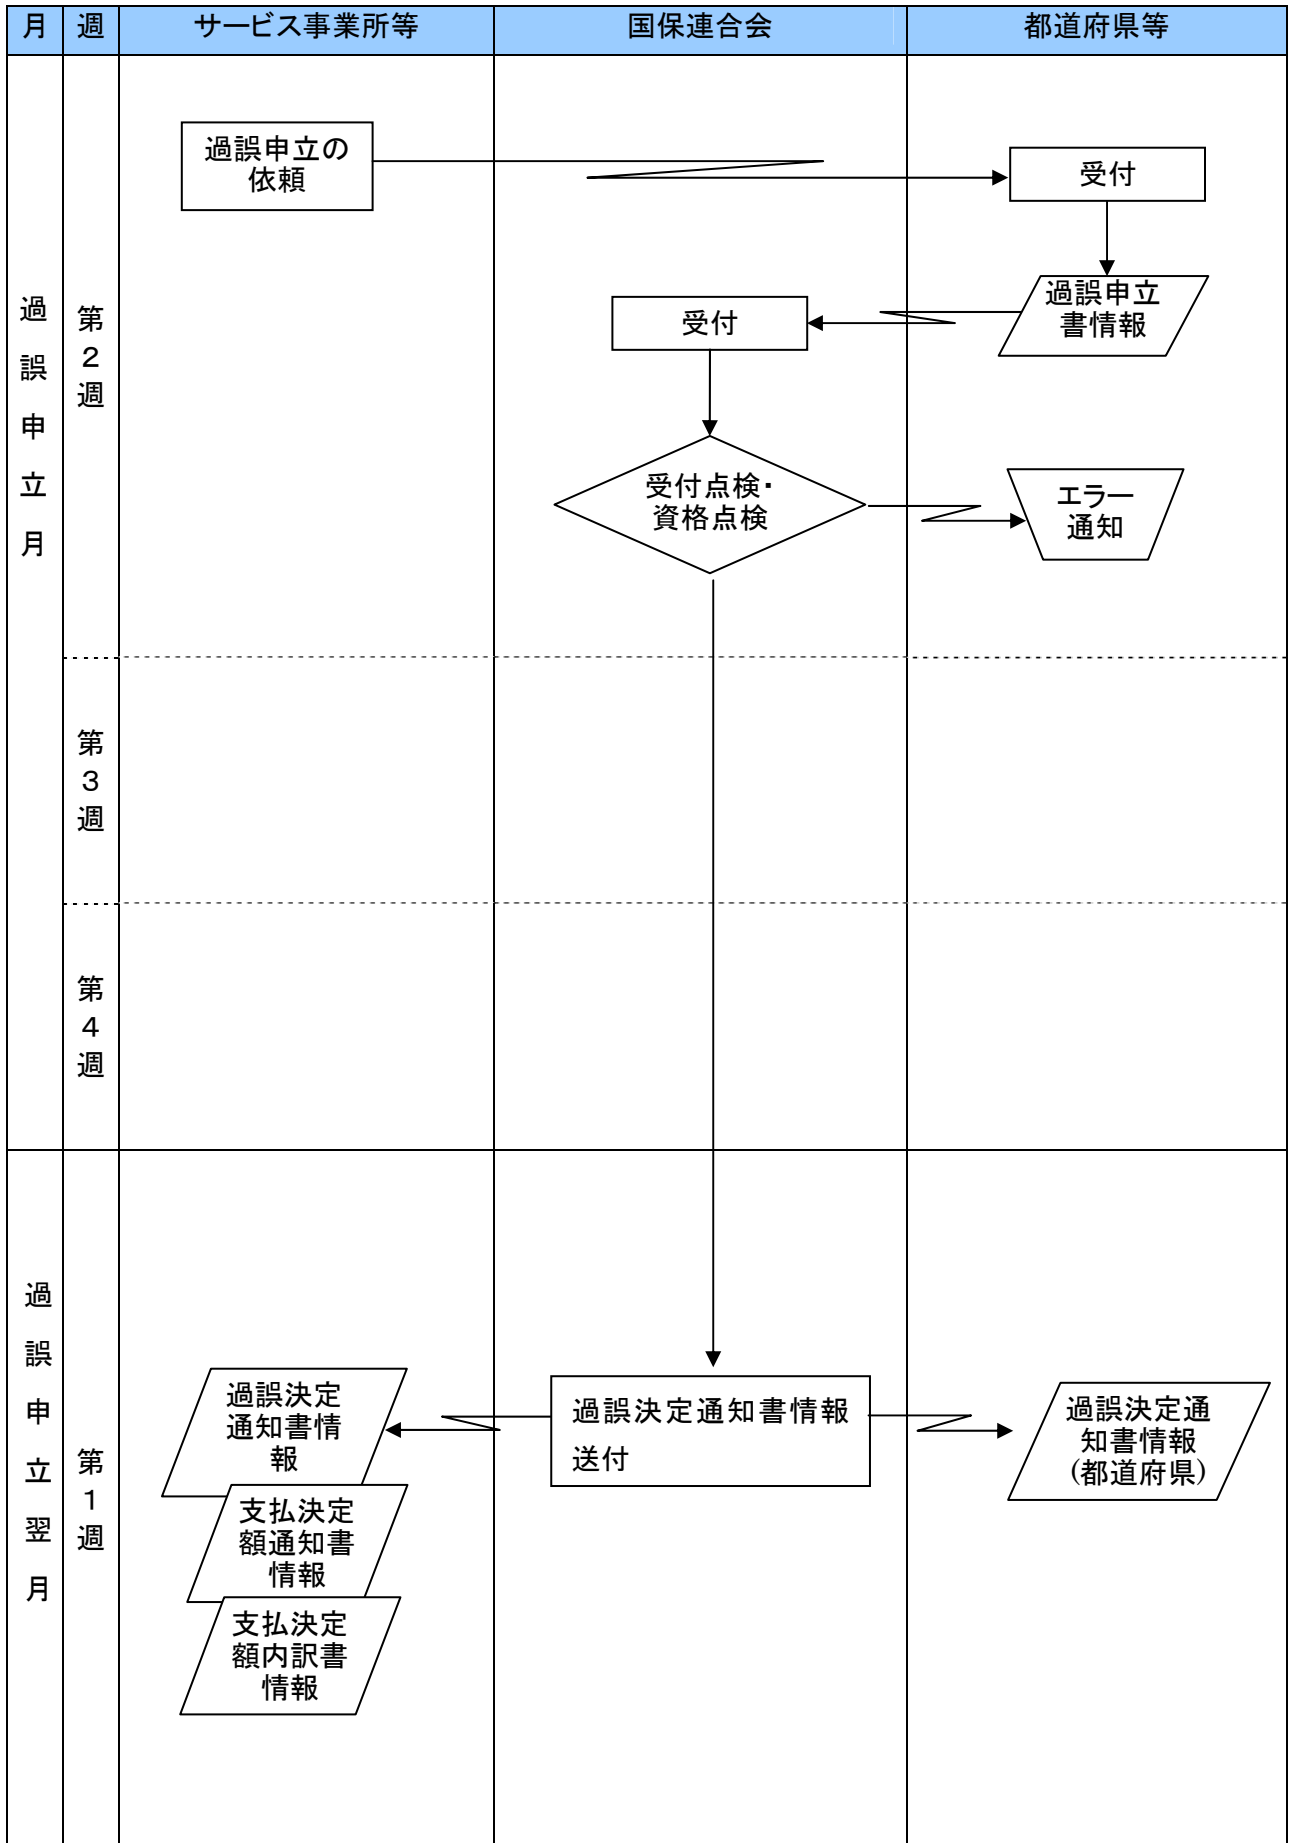 月
週
サービス事業所等
国保連合会
都道府県等
過誤申立月
第２週
過誤申立の
依頼
受付
過誤申立
書情報
受付
受付点検・
資格点検
エラー
通知
第３週
第４週
過誤申立翌月
第１週
過誤決定
通知書情
報
支払決定
額通知書
情報
支払決定
額内訳書
情報
過誤決定通知書情報
送付
過誤決定通
知書情報
(都道府県)